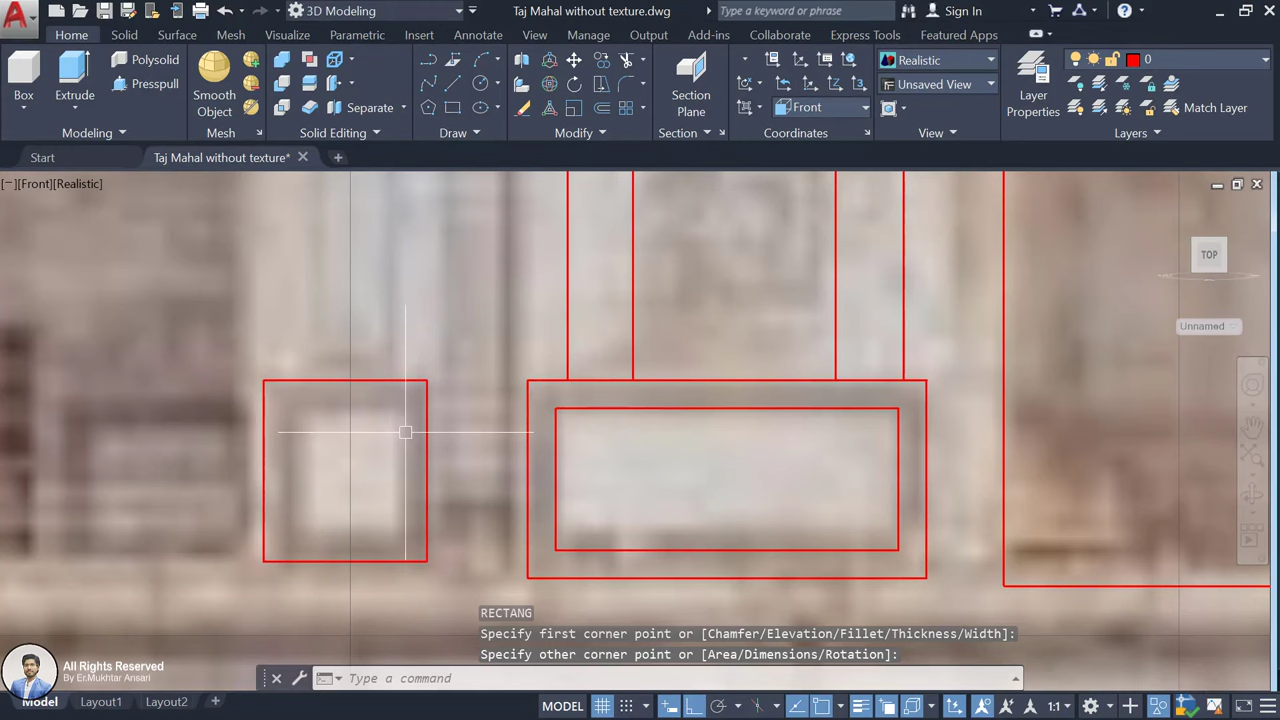 3D Modeling
Taj Mahal without texture.dwg
Type a keyword or phrase
Sign In
Home Solid Surface Mesh Visualize Parametric Insert Annotate View Manage Output Add-ins Collaborate Express Tools Featured Apps
Box
Extrude
Polysolid
Presspull
Smooth Object
Separate
Section Plane
Front
Realistic
Unsaved View
Layer Properties
0
Match Layer
Modeling
Mesh
Solid Editing
Draw
Modify
Section
Coordinates
View
Layers
Start
Taj Mahal without texture*
[−][Front][Realistic]
TOP
Unnamed
RECTANG
Specify first corner point or [Chamfer/Elevation/Fillet/Thickness/Width]:
Specify other corner point or [Area/Dimensions/Rotation]:
Type a command
All Rights Reserved
By Er.Mukhtar Ansari
Model
Layout1
Layout2
MODEL
1:1